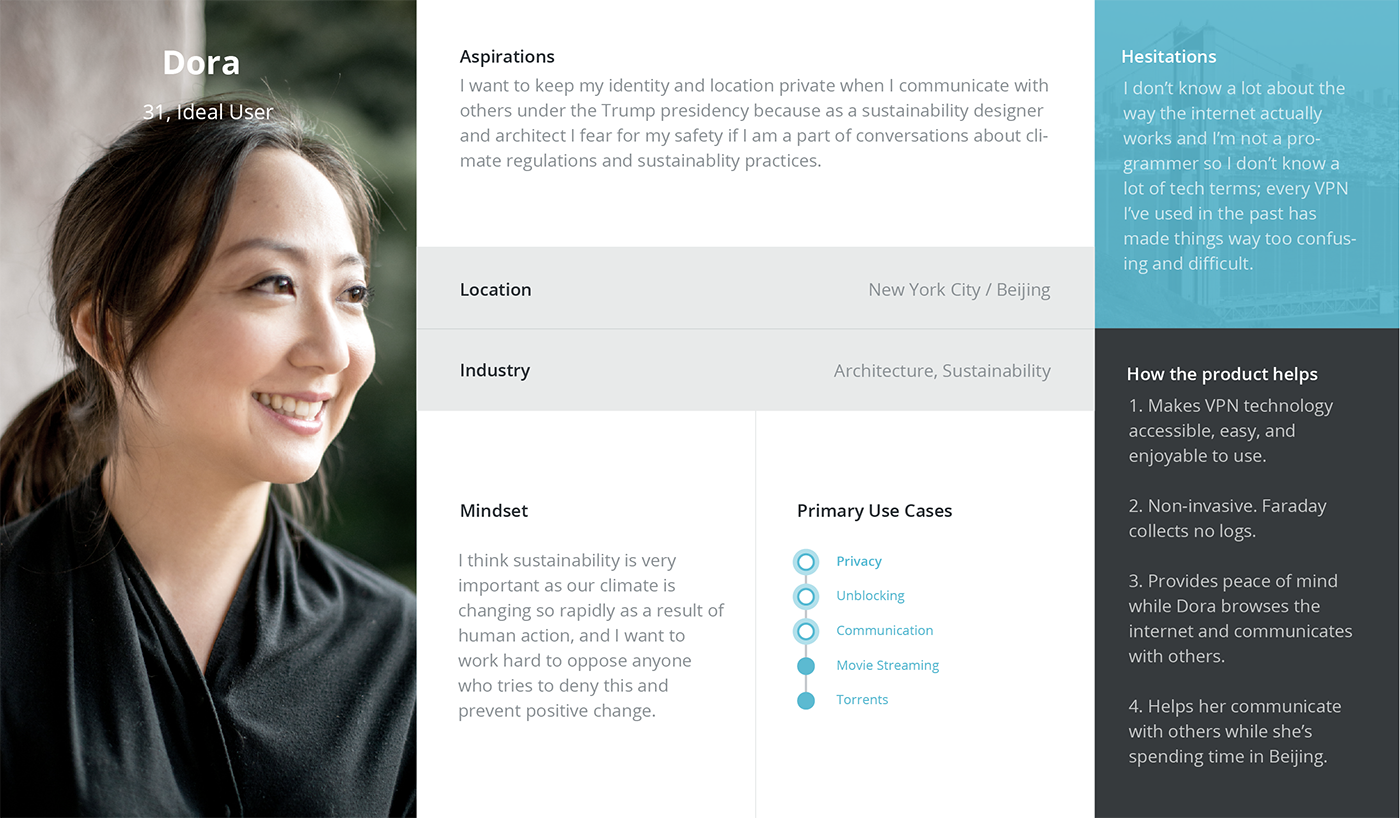 Dora
31, Ideal User
Aspirations
I want to keep my identity and location private when I communicate with
others under the Trump presidency because as a sustainability designer
and architect I fear for my safety if I am a part of conversations about cli-
mate regulations and sustainablity practices.
Location
New York City / Beijing
Industry
Architecture, Sustainability
Mindset
I think sustainability is very
important as our climate is
changing so rapidly as a result of
human action, and I want to
work hard to oppose anyone
who tries to deny this and
prevent positive change.
Primary Use Cases
Privacy
Unblocking
Communication
Movie Streaming
Torrents
Hesitations
I don’t know a lot about the
way the internet actually
works and I’m not a pro-
grammer so I don’t know a
lot of tech terms; every VPN
I’ve used in the past has
made things way too confus-
ing and difficult.
How the product helps
1. Makes VPN technology
accessible, easy, and
enjoyable to use.
2. Non-invasive. Faraday
collects no logs.
3. Provides peace of mind
while Dora browses the
internet and communicates
with others.
4. Helps her communicate
with others while she’s
spending time in Beijing.